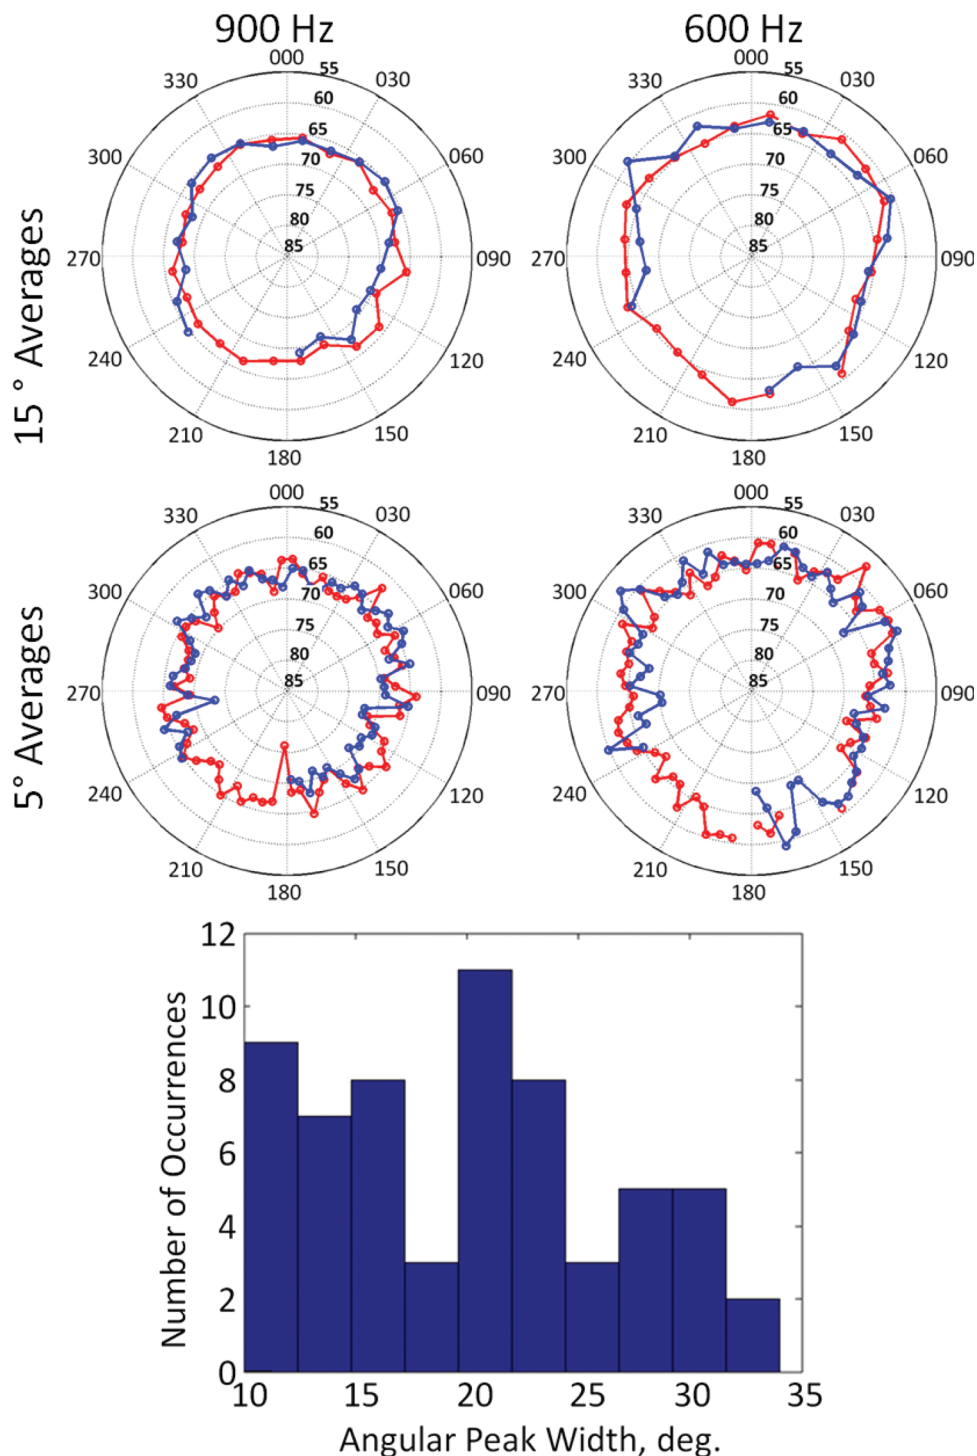 900 Hz 600 Hz
000 000
330 55 030 330 55 030
60 60
65 65
300 70 060 300 70 060
75 75
80 80
85 85
15 ° Averages
270 090 270 090
240 120 240 120
210 150 210 150
180 180
000 000
330 55 030 330 55 030
60 60
65 65
300 70 060 300 70 060
75 75
80 80
85 85
5° Averages
270 090 270 090
240 120 240 120
210 150 210 150
180 180
12
10
8
6
4
2
0
Number of Occurrences
10 15 20 25 30 35
Angular Peak Width, deg.